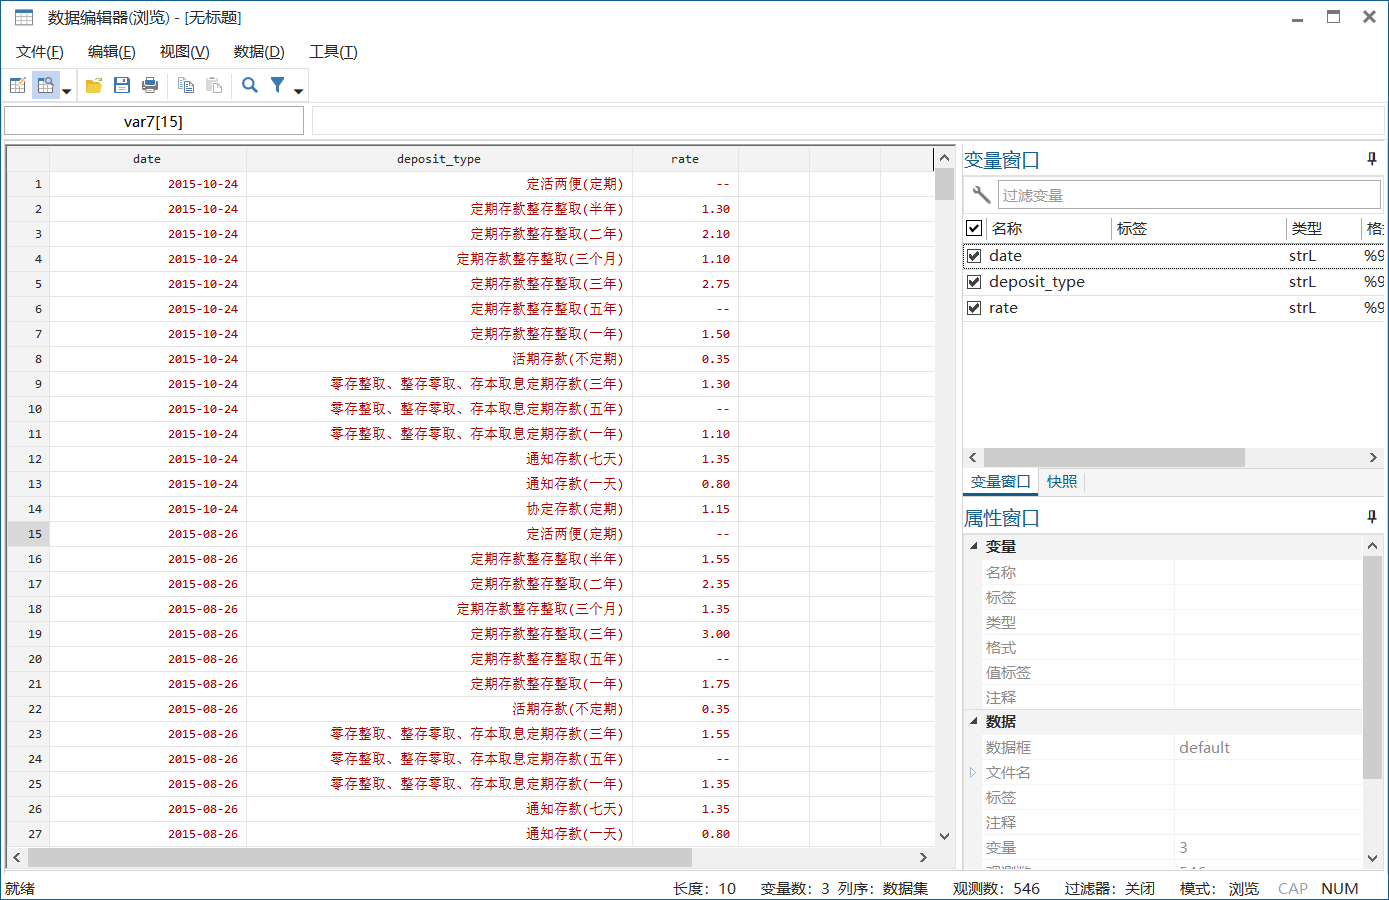 数据编辑器(浏览) - [无标题]
文件(F) 编辑(E) 视图(V) 数据(D) 工具(T)
var7[15]
date deposit_type rate
1 2015-10-24 定活两便(定期) --
2 2015-10-24 定期存款整存整取(半年) 1.30
3 2015-10-24 定期存款整存整取(二年) 2.10
4 2015-10-24 定期存款整存整取(三个月) 1.10
5 2015-10-24 定期存款整存整取(三年) 2.75
6 2015-10-24 定期存款整存整取(五年) --
7 2015-10-24 定期存款整存整取(一年) 1.50
8 2015-10-24 活期存款(不定期) 0.35
9 2015-10-24 零存整取、整存零取、存本取息定期存款(三年) 1.30
10 2015-10-24 零存整取、整存零取、存本取息定期存款(五年) --
11 2015-10-24 零存整取、整存零取、存本取息定期存款(一年) 1.10
12 2015-10-24 通知存款(七天) 1.35
13 2015-10-24 通知存款(一天) 0.80
14 2015-10-24 协定存款(定期) 1.15
15 2015-08-26 定活两便(定期) --
16 2015-08-26 定期存款整存整取(半年) 1.55
17 2015-08-26 定期存款整存整取(二年) 2.35
18 2015-08-26 定期存款整存整取(三个月) 1.35
19 2015-08-26 定期存款整存整取(三年) 3.00
20 2015-08-26 定期存款整存整取(五年) --
21 2015-08-26 定期存款整存整取(一年) 1.75
22 2015-08-26 活期存款(不定期) 0.35
23 2015-08-26 零存整取、整存零取、存本取息定期存款(三年) 1.55
24 2015-08-26 零存整取、整存零取、存本取息定期存款(五年) --
25 2015-08-26 零存整取、整存零取、存本取息定期存款(一年) 1.35
26 2015-08-26 通知存款(七天) 1.35
27 2015-08-26 通知存款(一天) 0.80
变量窗口
过滤变量
名称 标签 类型
date strL %9
deposit_type strL %9
rate strL %9
变量窗口 快照
属性窗口
变量
名称
标签
类型
格式
值标签
注释
数据
数据框 default
文件名
标签
注释
变量 3
就绪 长度: 10 变量数: 3 列序: 数据集 观测数: 546 过滤器: 关闭 模式: 浏览 CAP NUM